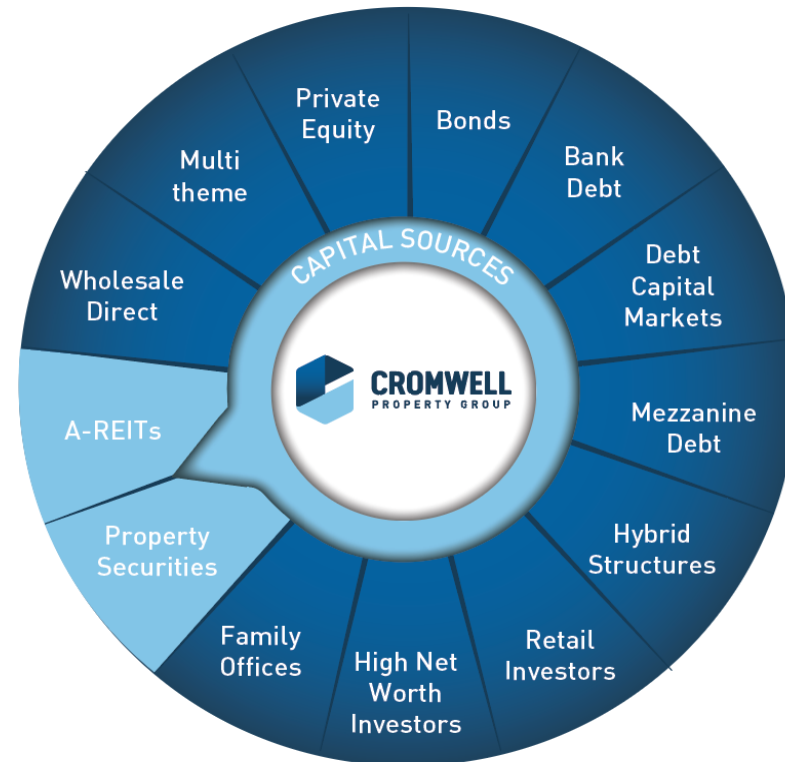 Private
Equity
Bonds
Bank
Debt
Debt
Capital
Markets
Mezzanine
Debt
Hybrid
Structures
Retail
Investors
High Net
Worth
Investors
Family
Offices
Property
Securities
A-REITs
Wholesale
Direct
Multi
theme
CAPITAL SOURCES
CROMWELL
PROPERTY GROUP